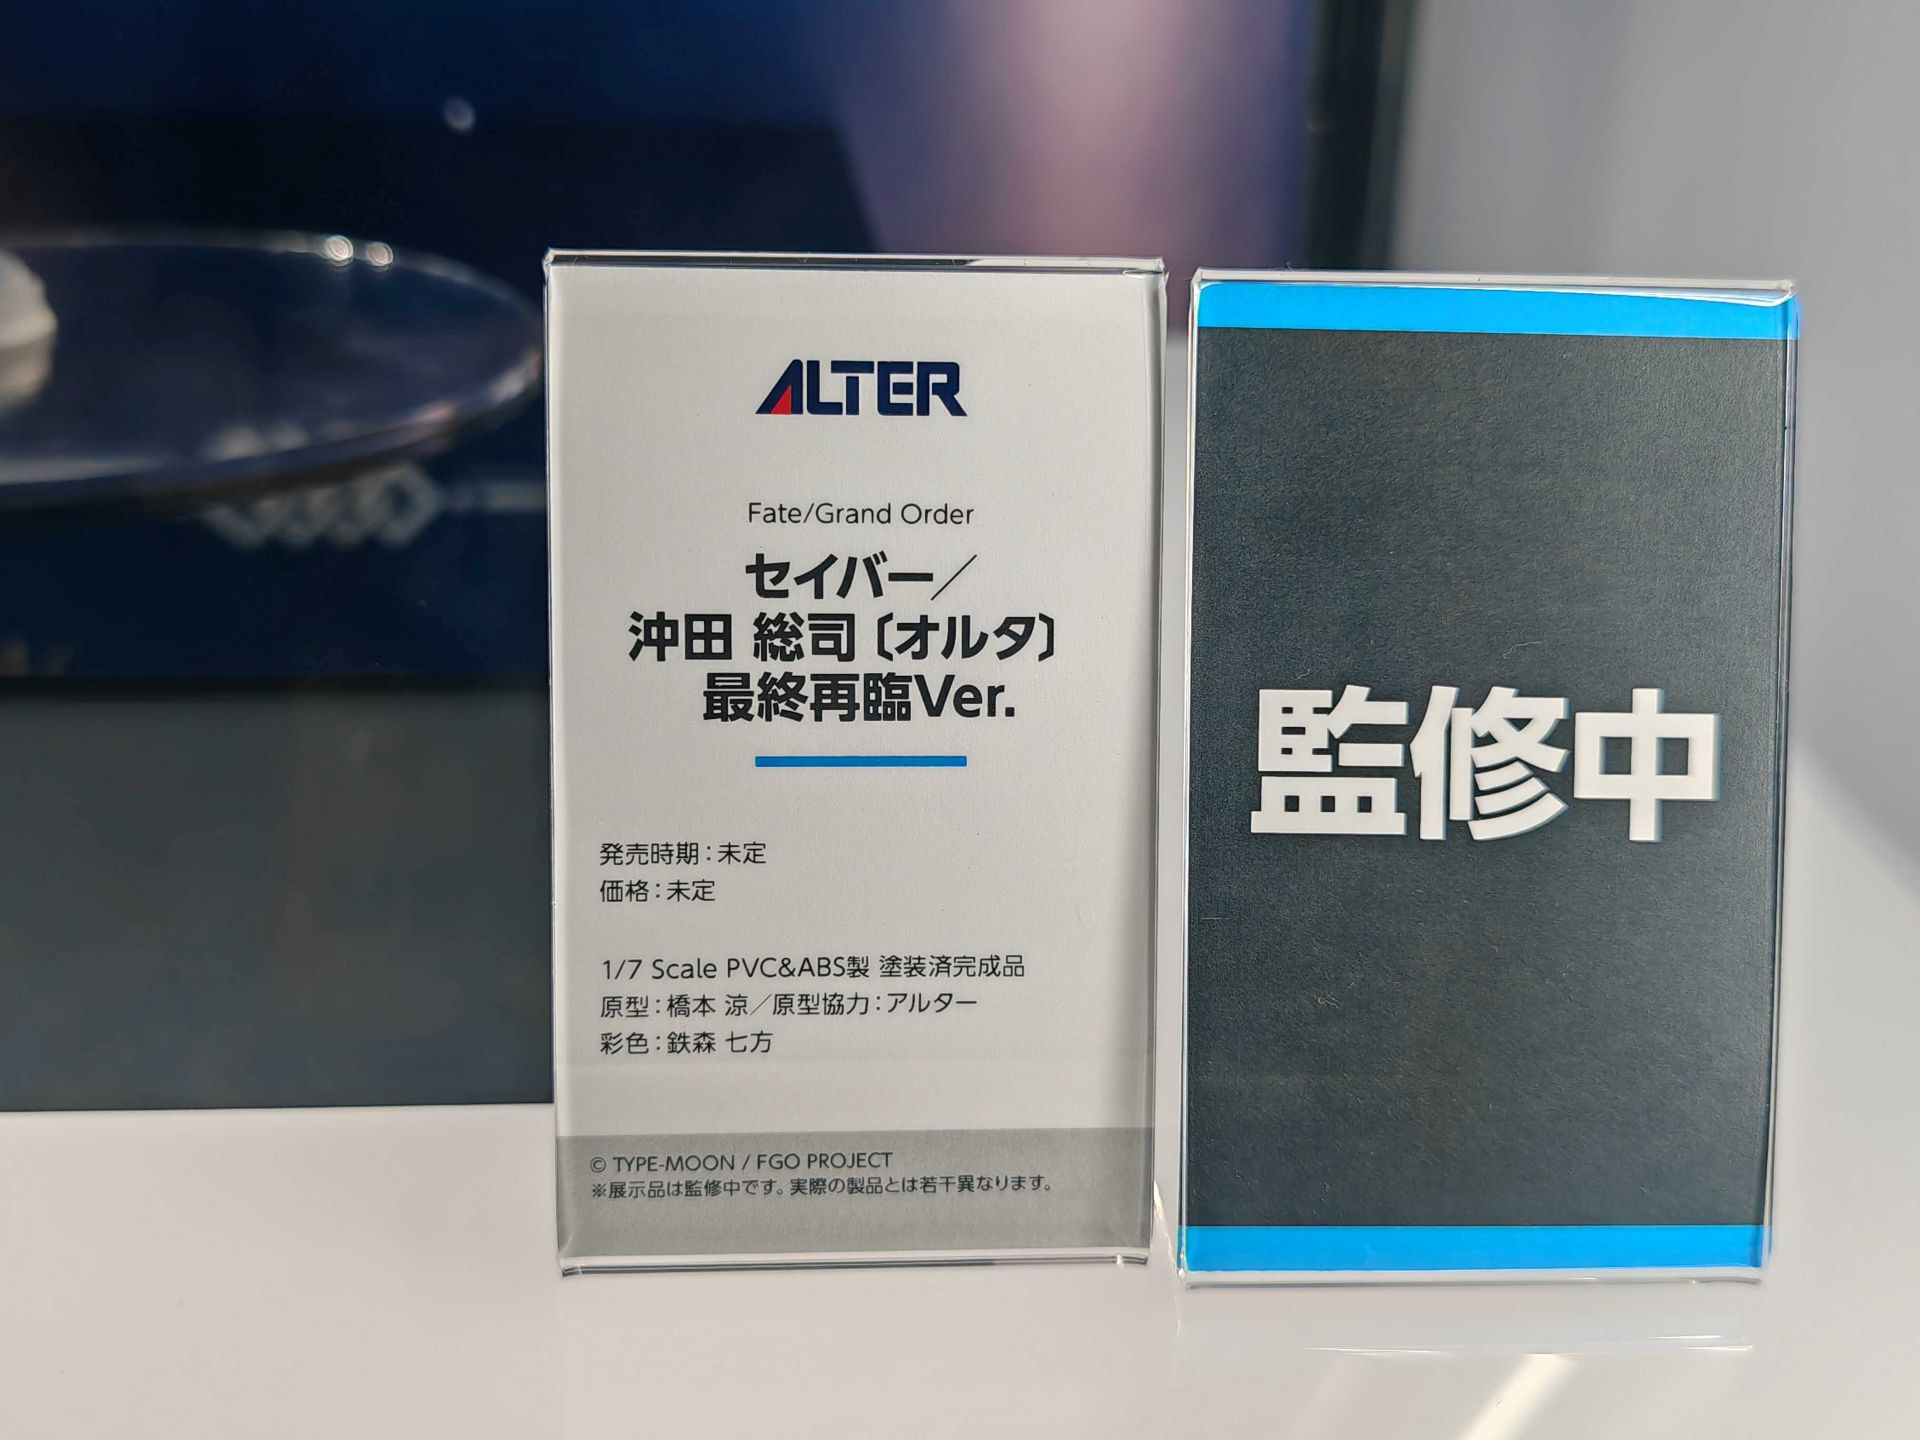 ALTER
Fate/Grand Order
セイバー／
沖田 総司〔オルタ〕
最終再臨Ver.
発売時期：未定
価格：未定
1/7 Scale PVC&ABS製 塗装済完成品
原型：橋本 涼／原型協力：アルター
彩色：鉄森 七方
© TYPE-MOON / FGO PROJECT
※展示品は監修中です。実際の製品とは若干異なります。
監修中